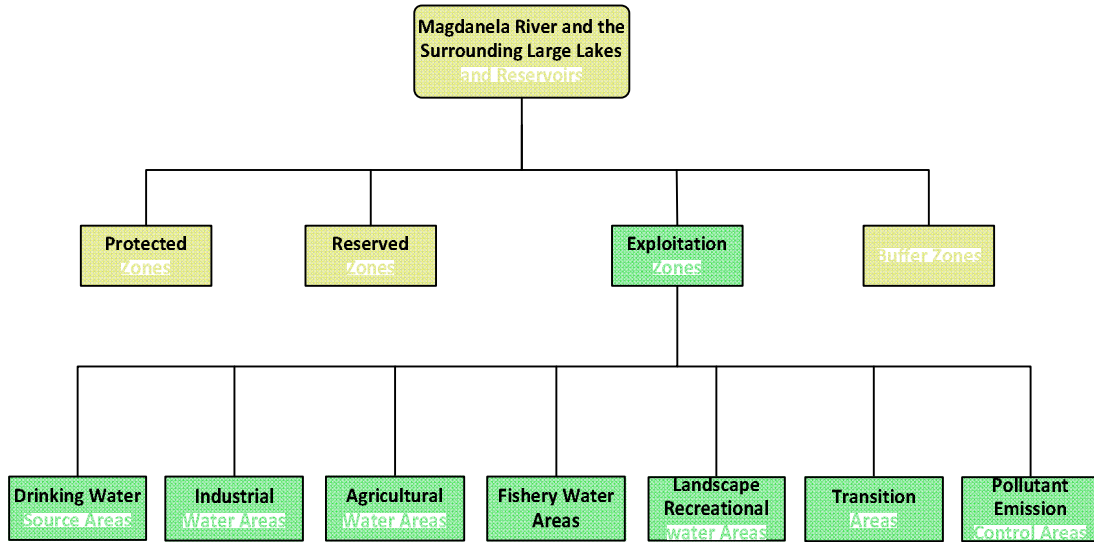 Magdanela River and the
Surrounding Large Lakes
and Reservoirs
Protected
Zones
Reserved
Zones
Exploitation
Zones
Buffer Zones
Drinking Water
Source Areas
Industrial
Water Areas
Agricultural
Water Areas
Fishery Water
Areas
Landscape
Recreational
water Areas
Transition
Areas
Pollutant
Emission
Control Areas